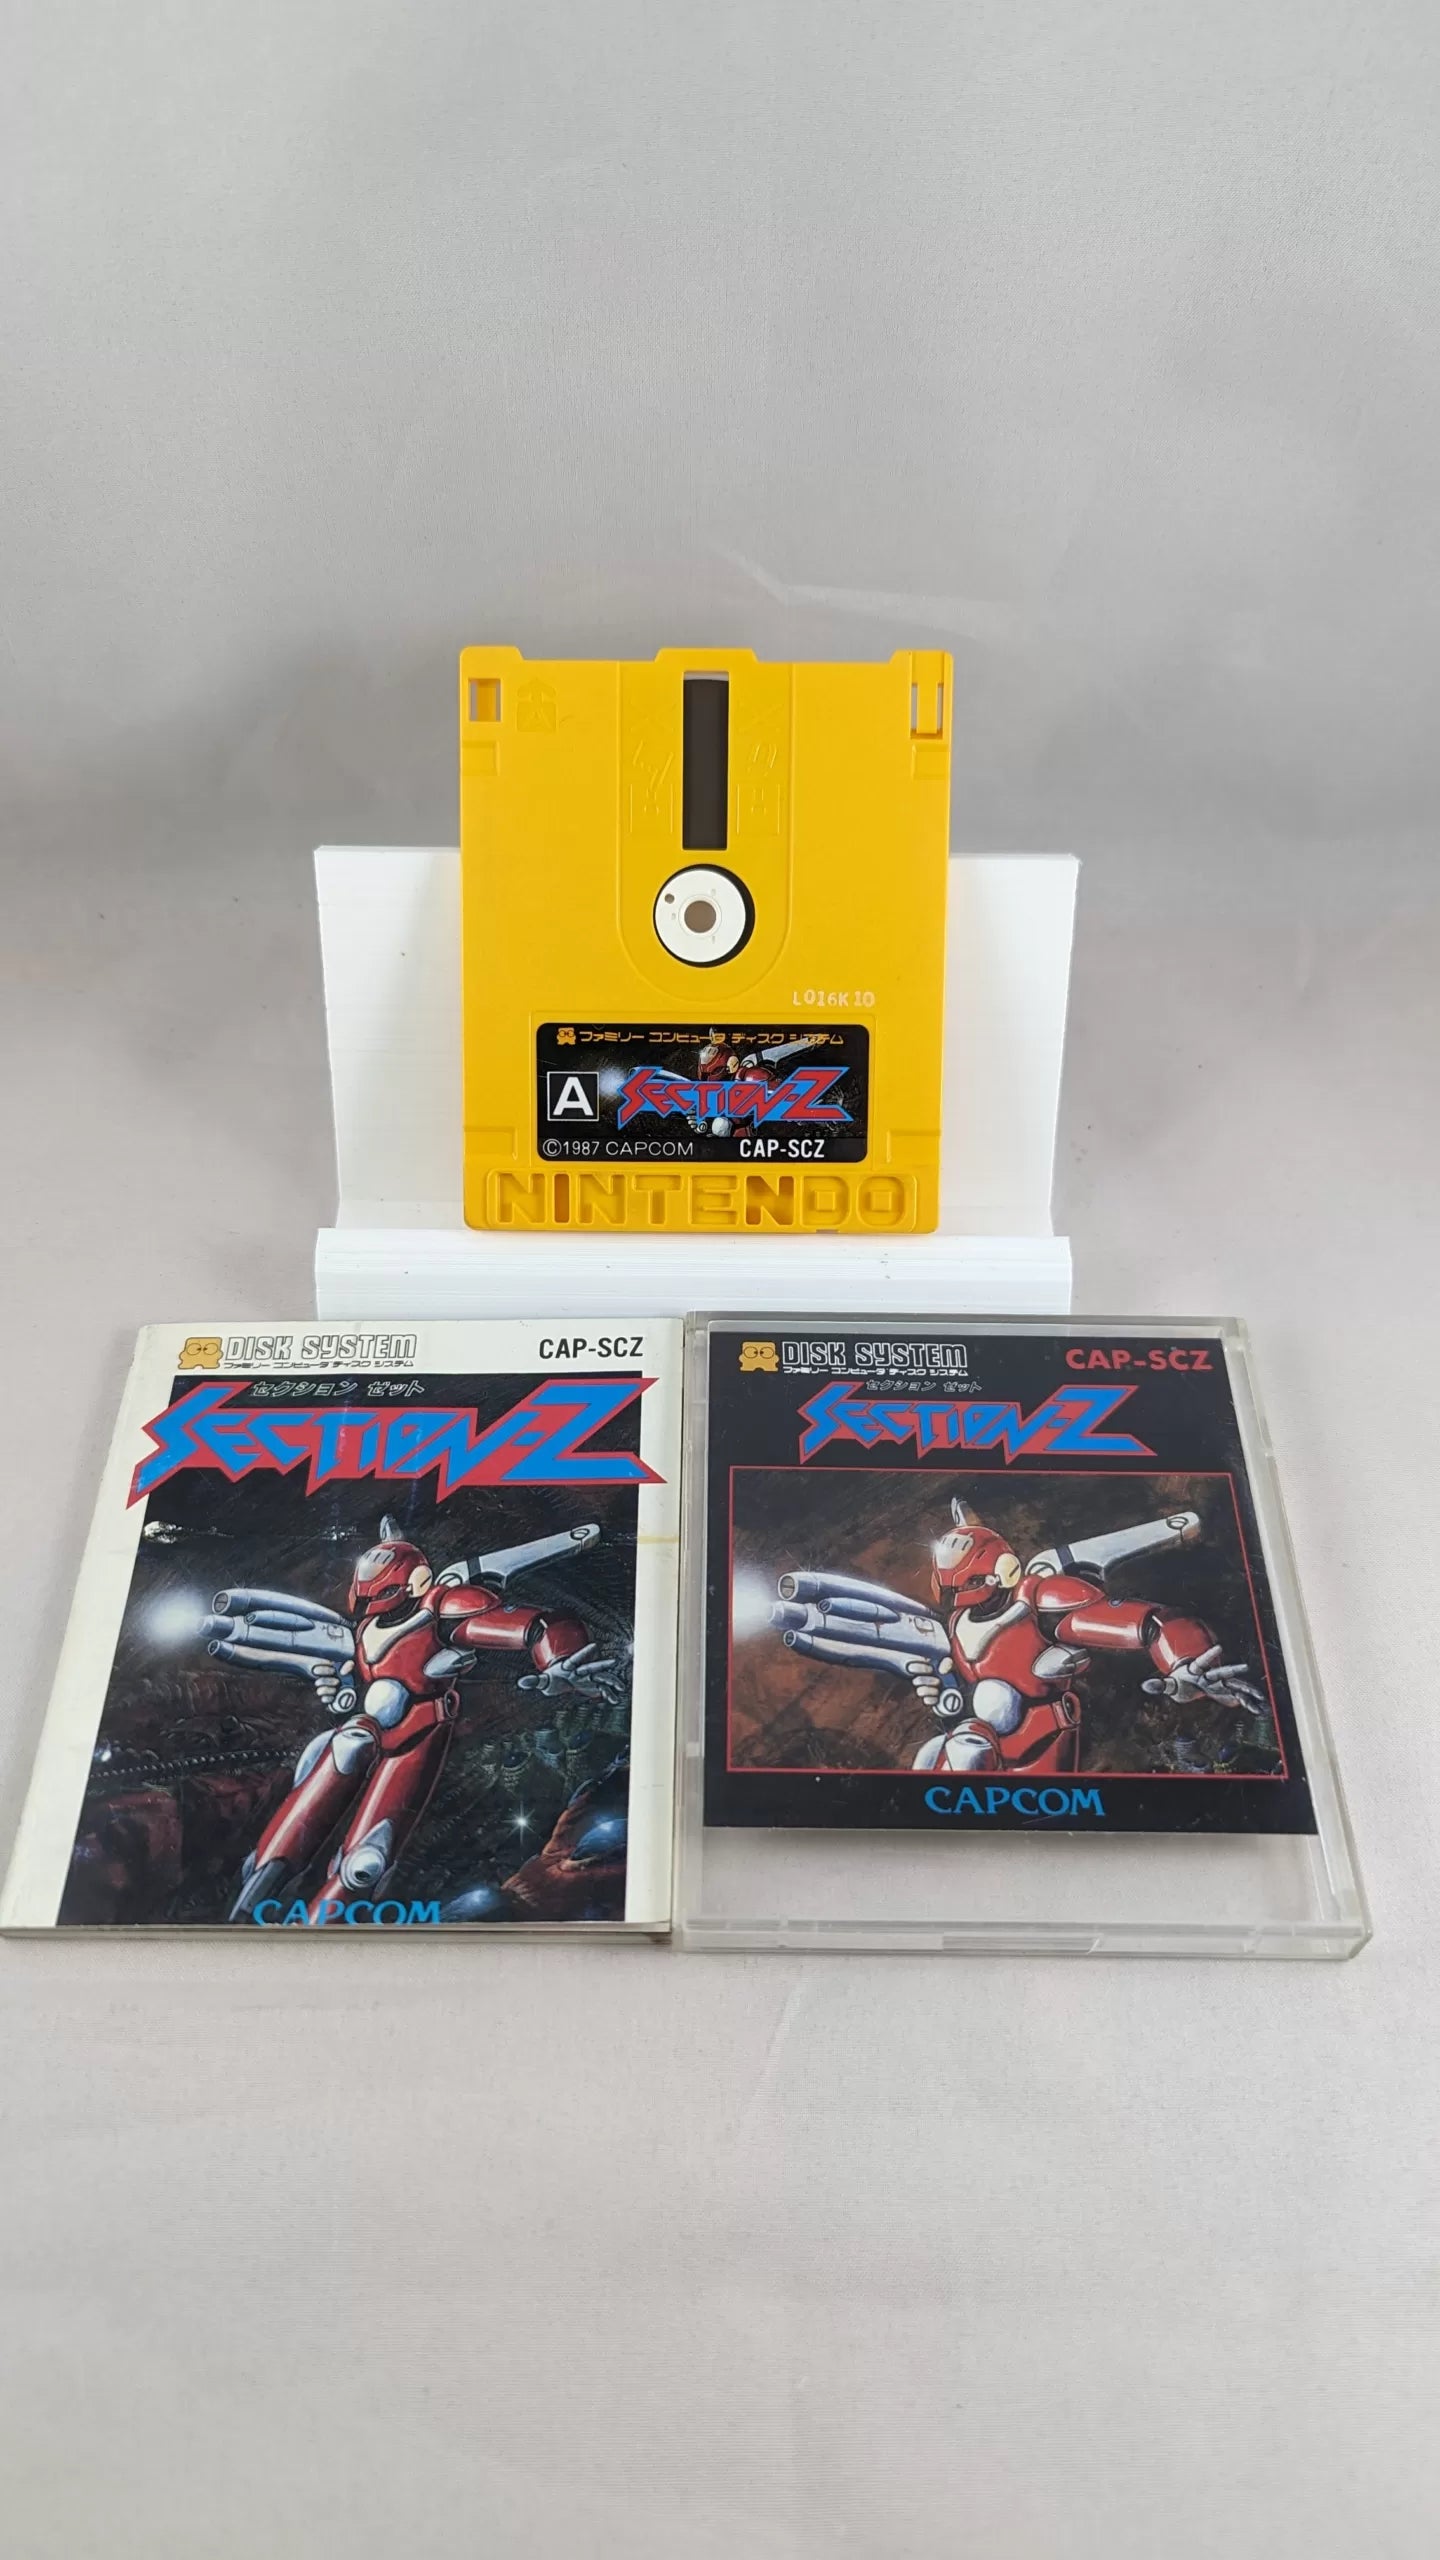 L016K10
ファミリー コンピュータ ディスク システム
A
SECTION-Z
©1987 CAPCOM CAP-SCZ
NINTENDO
DISK SYSTEM CAP-SCZ
ファミリー コンピュータ ディスク システム
セクション ゼット
SECTION-Z
CAPCOM
DISK SYSTEM CAP-SCZ
ファミリー コンピュータ ディスク システム
セクション ゼット
SECTION-Z
CAPCOM